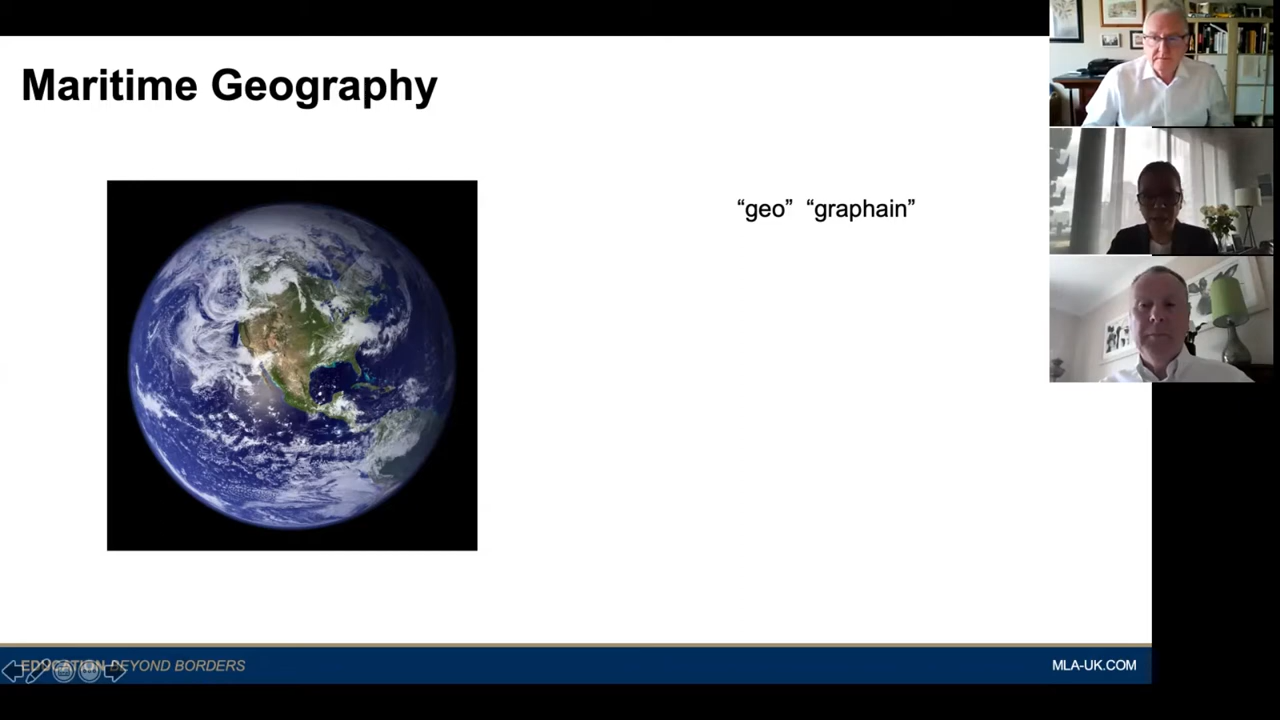 Maritime Geography
“geo” “graphain”
EDUCATION BEYOND BORDERS
MLA-UK.COM